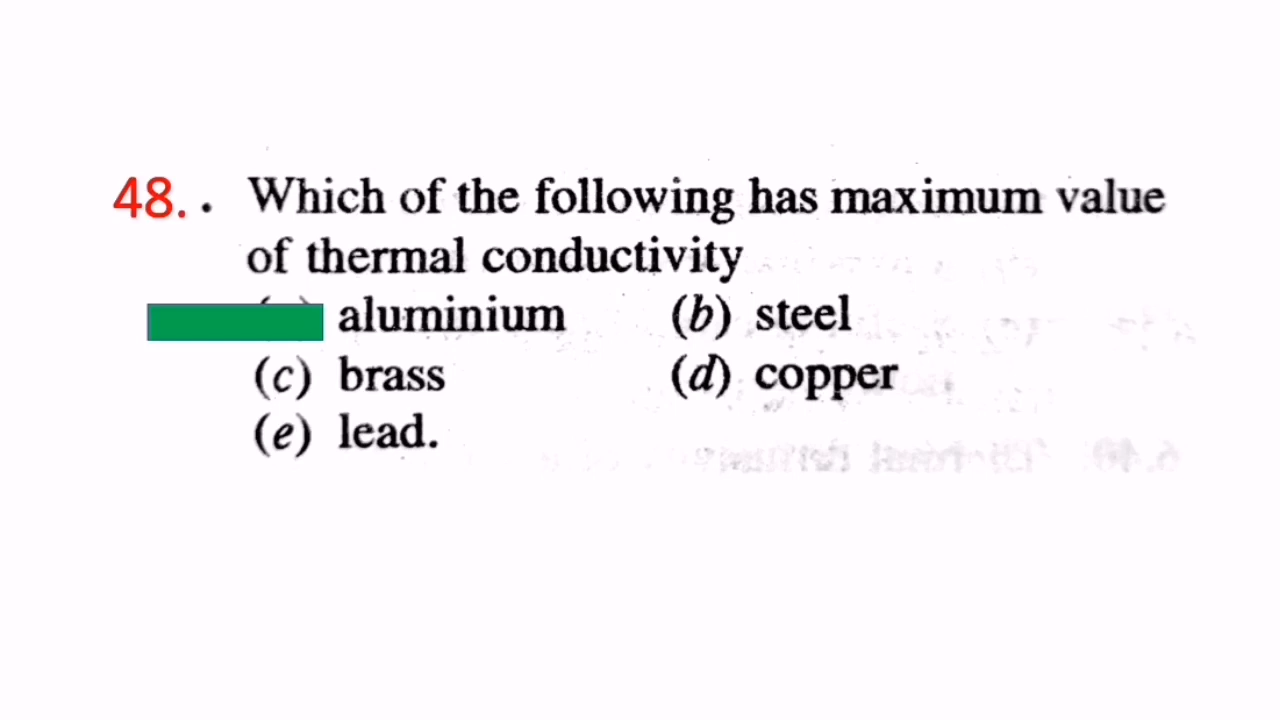 48. . Which of the following has maximum value
of thermal conductivity
aluminium (b) steel
(c) brass (d) copper
(e) lead.